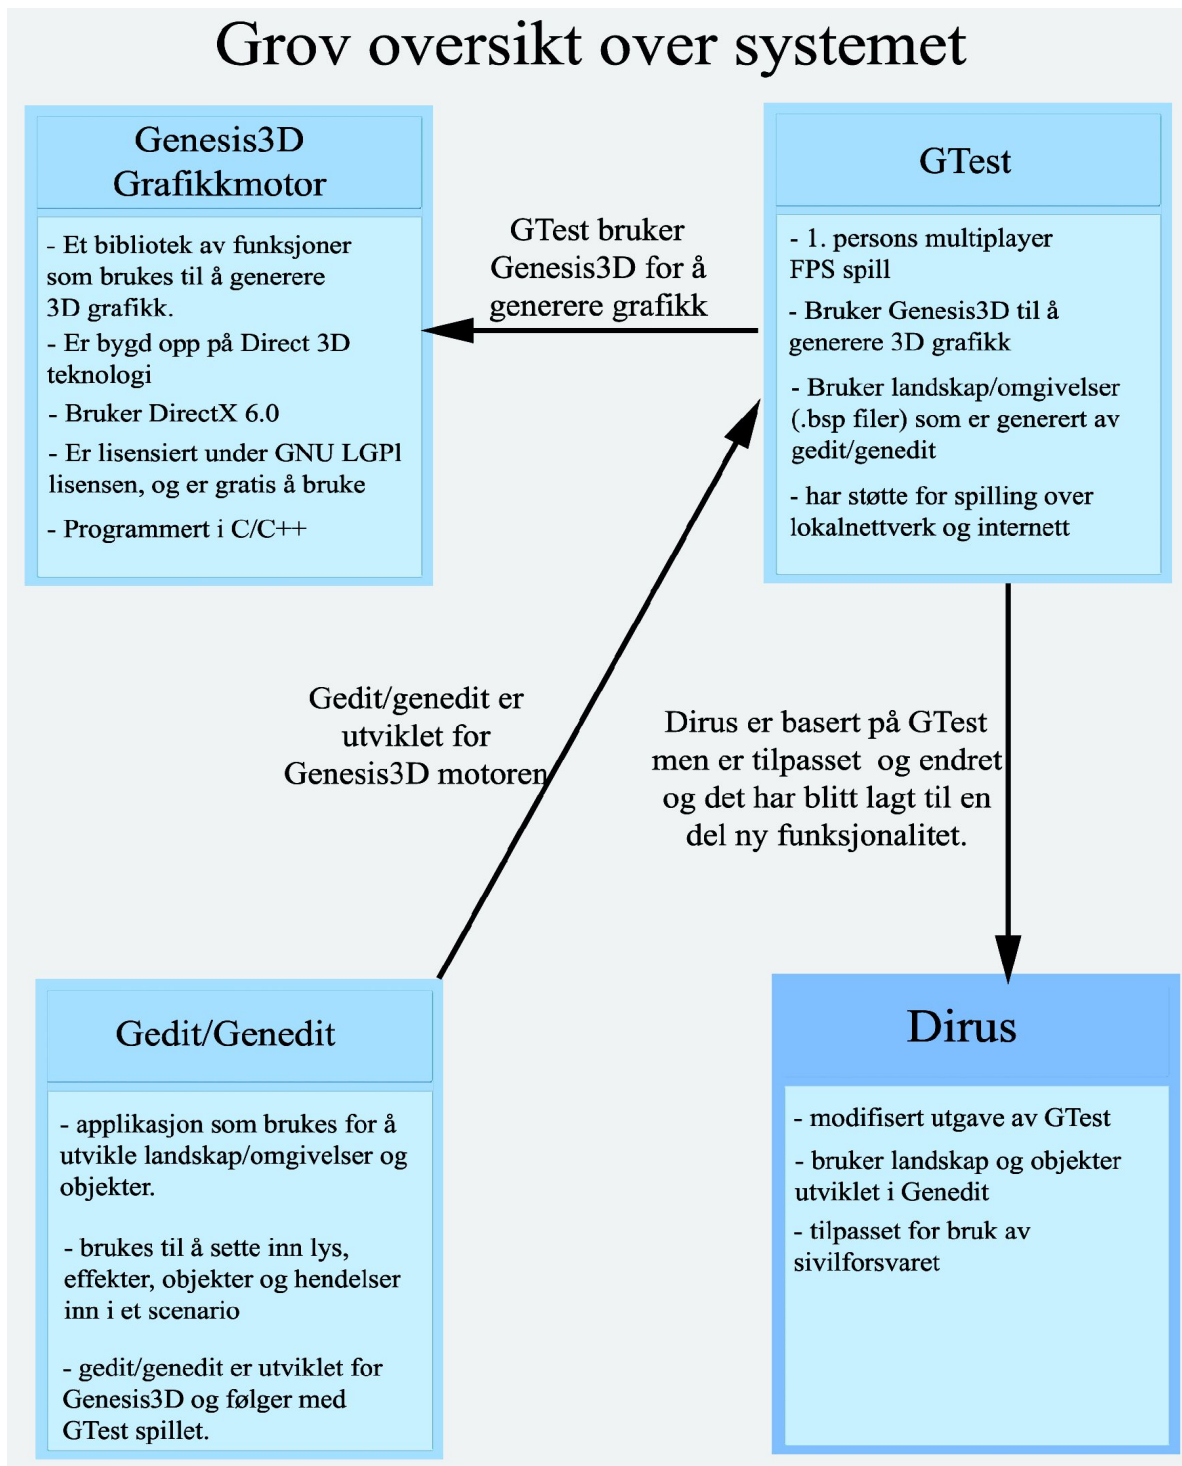 Grov oversikt over systemet
Genesis3D
Grafikkmotor
- Et bibliotek av funksjoner
som brukes til å generere
3D grafikk.
- Er bygd opp på Direct 3D
teknologi
- Bruker DirectX 6.0
- Er lisensiert under GNU LGPl
lisensen, og er gratis å bruke
- Programmert i C/C++
GTest bruker
Genesis3D for å
generere grafikk
GTest
- 1. persons multiplayer
FPS spill
- Bruker Genesis3D til å
generere 3D grafikk
- Bruker landskap/omgivelser
(.bsp filer) som er generert av
gedit/genedit
- har støtte for spilling over
lokalnettverk og internett
Gedit/genedit er
utviklet for
Genesis3D motoren
Dirus er basert på GTest
men er tilpasset  og endret
og det har blitt lagt til en
del ny funksjonalitet.
Gedit/Genedit
- applikasjon som brukes for å
utvikle landskap/omgivelser og
objekter.
- brukes til å sette inn lys,
effekter, objekter og hendelser
inn i et scenario
- gedit/genedit er utviklet for
Genesis3D og følger med
GTest spillet.
Dirus
- modifisert utgave av GTest
- bruker landskap og objekter
utviklet i Genedit
- tilpasset for bruk av
sivilforsvaret